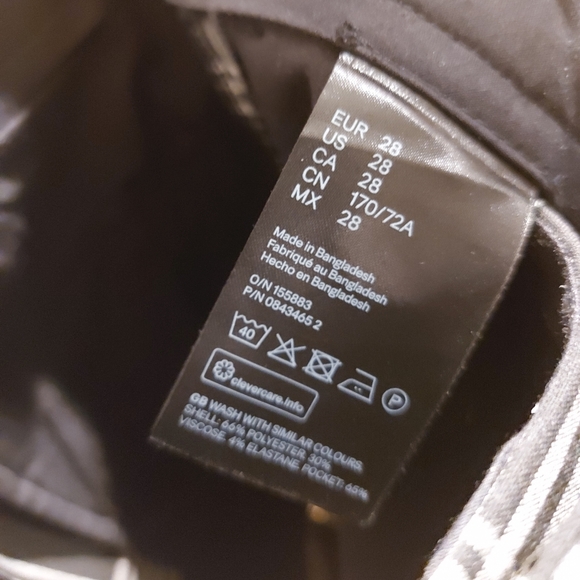 EUR 28
US 28
CA 28
CN 170/72A
MX 28
Made in Bangladesh
Fabriqué au Bangladesh
Hecho en Bangladesh
O/N 155883
P/N 0843465 2
40
P
clevercare.info
GB WASH WITH SIMILAR COLOURS.
SHELL: 66% POLYESTER, 30%
VISCOSE, 4% ELASTANE, POCKET: 65%